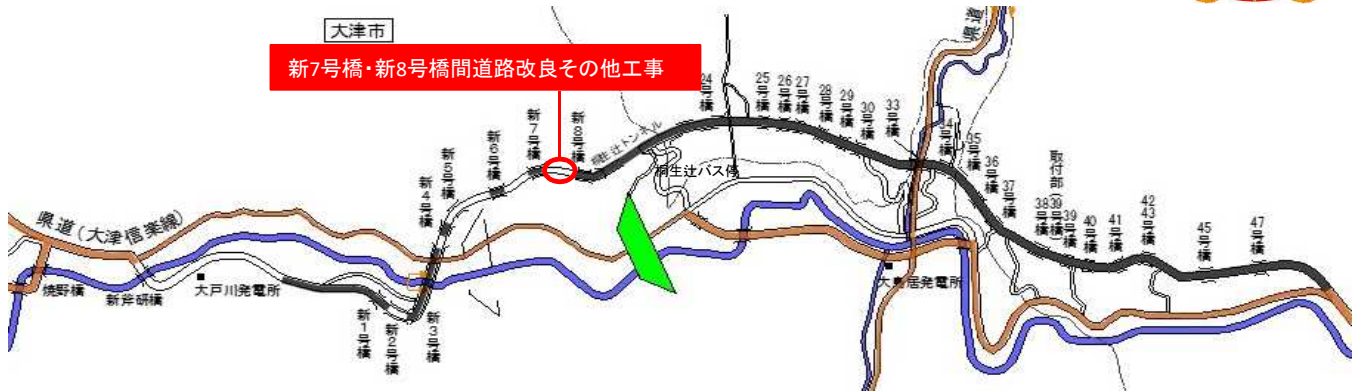 大津市
新7号橋・新8号橋間道路改良その他工事
県道
24号橋
25号橋
26号橋
27号橋
28号橋
29号橋
30号橋
33号橋
34号橋
35号橋
36号橋
37号橋
38号橋
取付部(39号橋)
39号橋
40号橋
41号橋
42号橋
43号橋
45号橋
47号橋
新8号橋
新7号橋
新6号橋
新5号橋
新4号橋
桐生辻トンネル
桐生辻バス停
県道(大津信楽線)
焼野橋
新斧研橋
大戸川発電所
大鳥居発電所
新1号橋
新2号橋
新3号橋